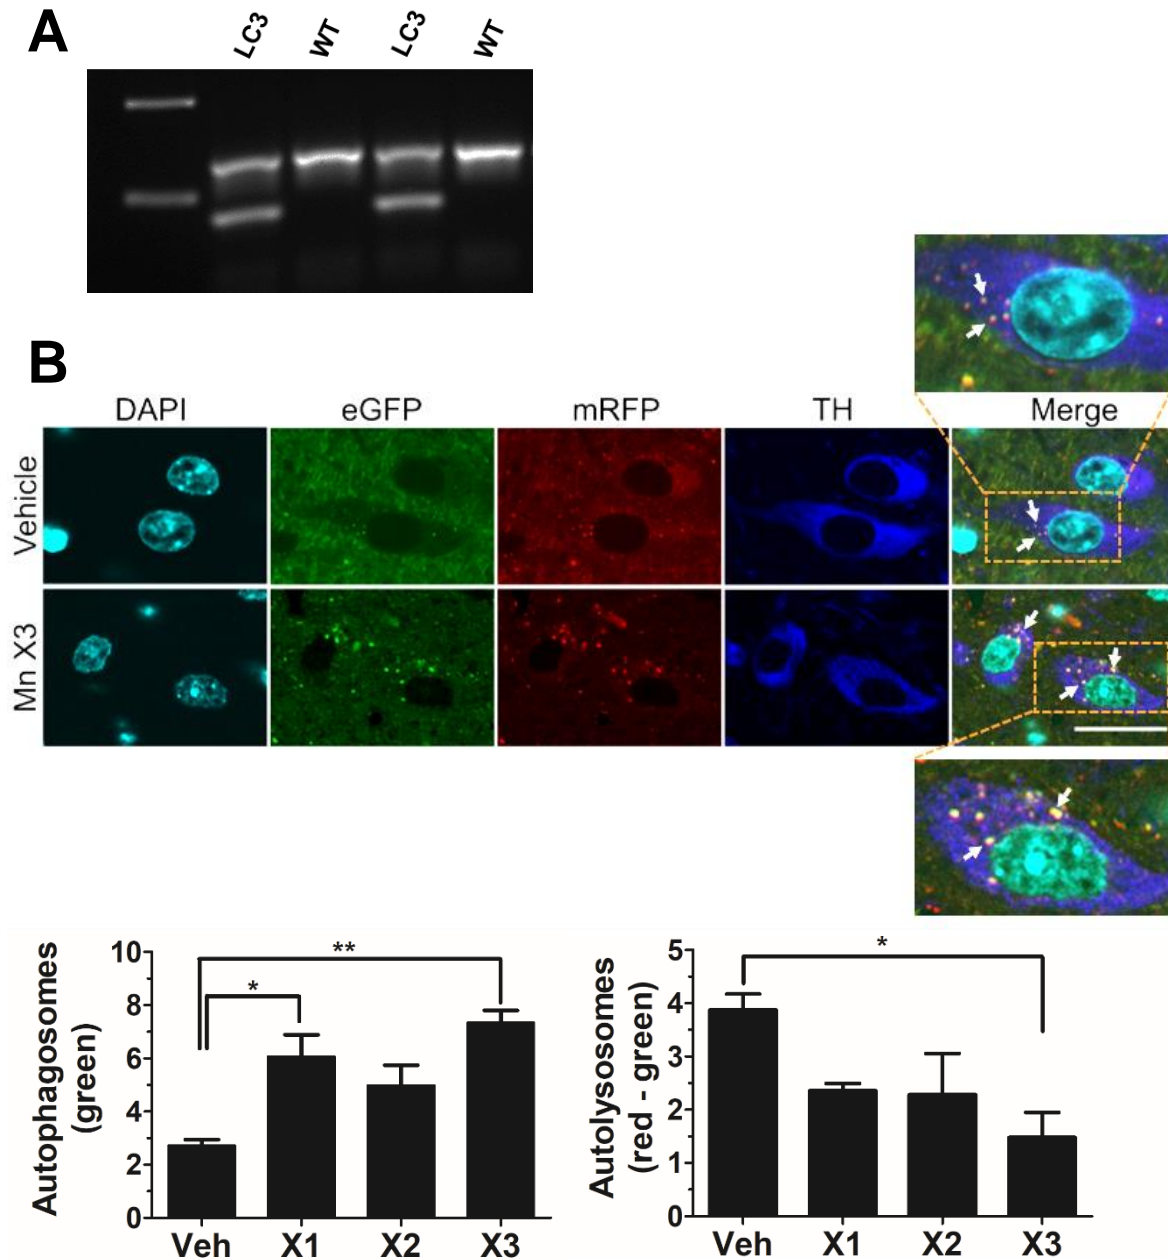 A
LC3 WT LC3 WT
B
DAPI eGFP mRFP TH Merge
Vehicle
Mn X3
Autophagosomes
(green)
10
8
6
4
2
0
**
*
Veh X1 X2 X3
Autolysosomes
(red - green)
5
4
3
2
1
0
*
Veh X1 X2 X3